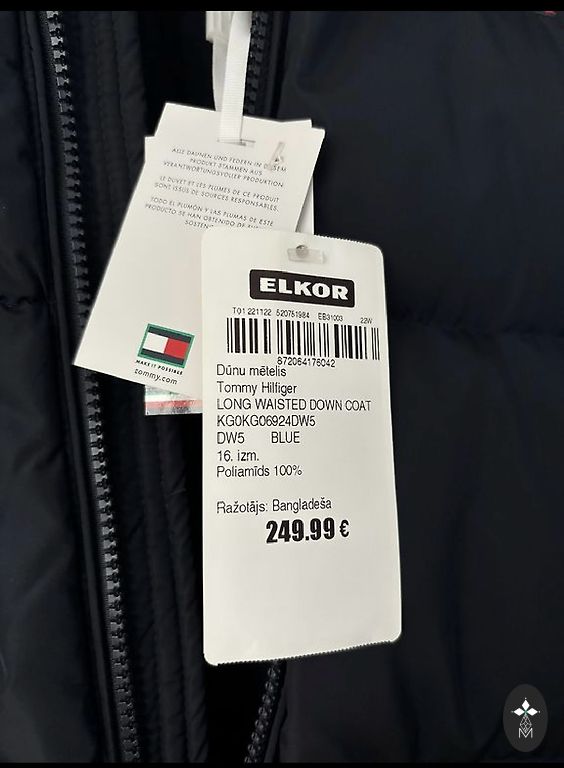 ALLE DAUNEN UND FEDERN IN DIESEM
PRODUKT STAMMEN AUS
VERANTWORTUNGSVOLLER PRODUKTION
LE DUVET ET LES PLUMES DE CE PRODUIT
SONT ISSUS DE SOURCES RESPONSABLES.
TODO EL PLUMÓN Y LAS PLUMAS DE ESTE
PRODUCTO SE HAN OBTENIDO DE
MAKE IT POSSIBLE
tommy.com
ELKOR
T01 221122 520751984 EB31003 22W
872064176042
Dūnu mētelis
Tommy Hilfiger
LONG WAISTED DOWN COAT
KG0KG06924DW5
DW5 BLUE
16. izm.
Poliamīds 100%
Ražotājs: Bangladeša
249.99 €
M